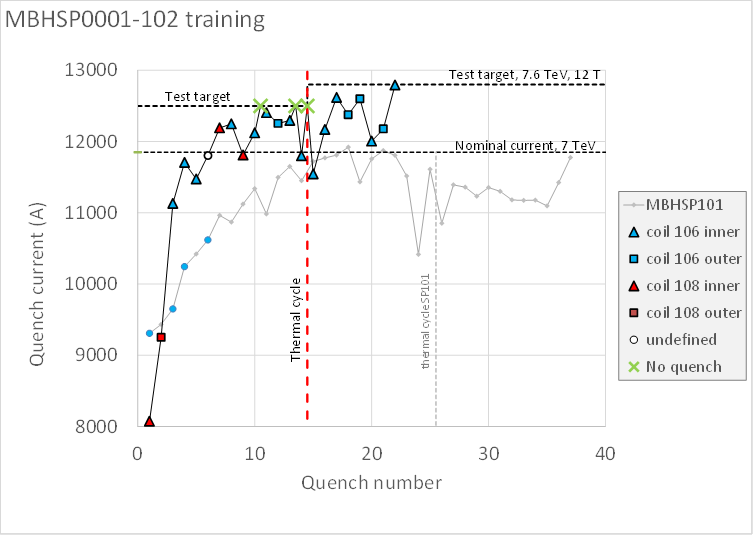 MBHSP0001-102 training
13000
12000
11000
10000
9000
8000
Quench current (A)
0
10
20
30
40
Quench number
Test target
Test target, 7.6 TeV, 12 T
Nominal current, 7 TeV
Thermal cycle
thermal cycle SP101
MBHSP101
coil 106 inner
coil 106 outer
coil 108 inner
coil 108 outer
undefined
No quench